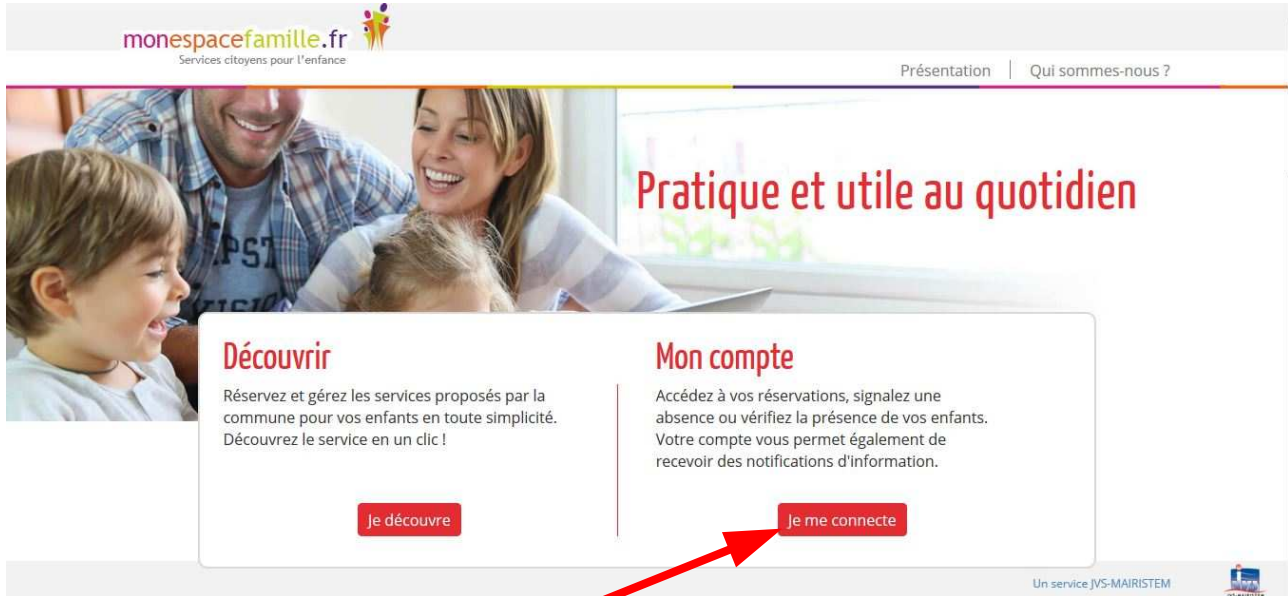 monespacefamille.fr
Services citoyens pour l'enfance
Présentation | Qui sommes-nous ?
Pratique et utile au quotidien
Découvrir
Réservez et gérez les services proposés par la
commune pour vos enfants en toute simplicité.
Découvrez le service en un clic !
Je découvre
Mon compte
Accédez à vos réservations, signalez une
absence ou vérifiez la présence de vos enfants.
Votre compte vous permet également de
recevoir des notifications d'information.
Je me connecte
Un service JVS-MAIRISTEM
JVS-MAIRISTEM